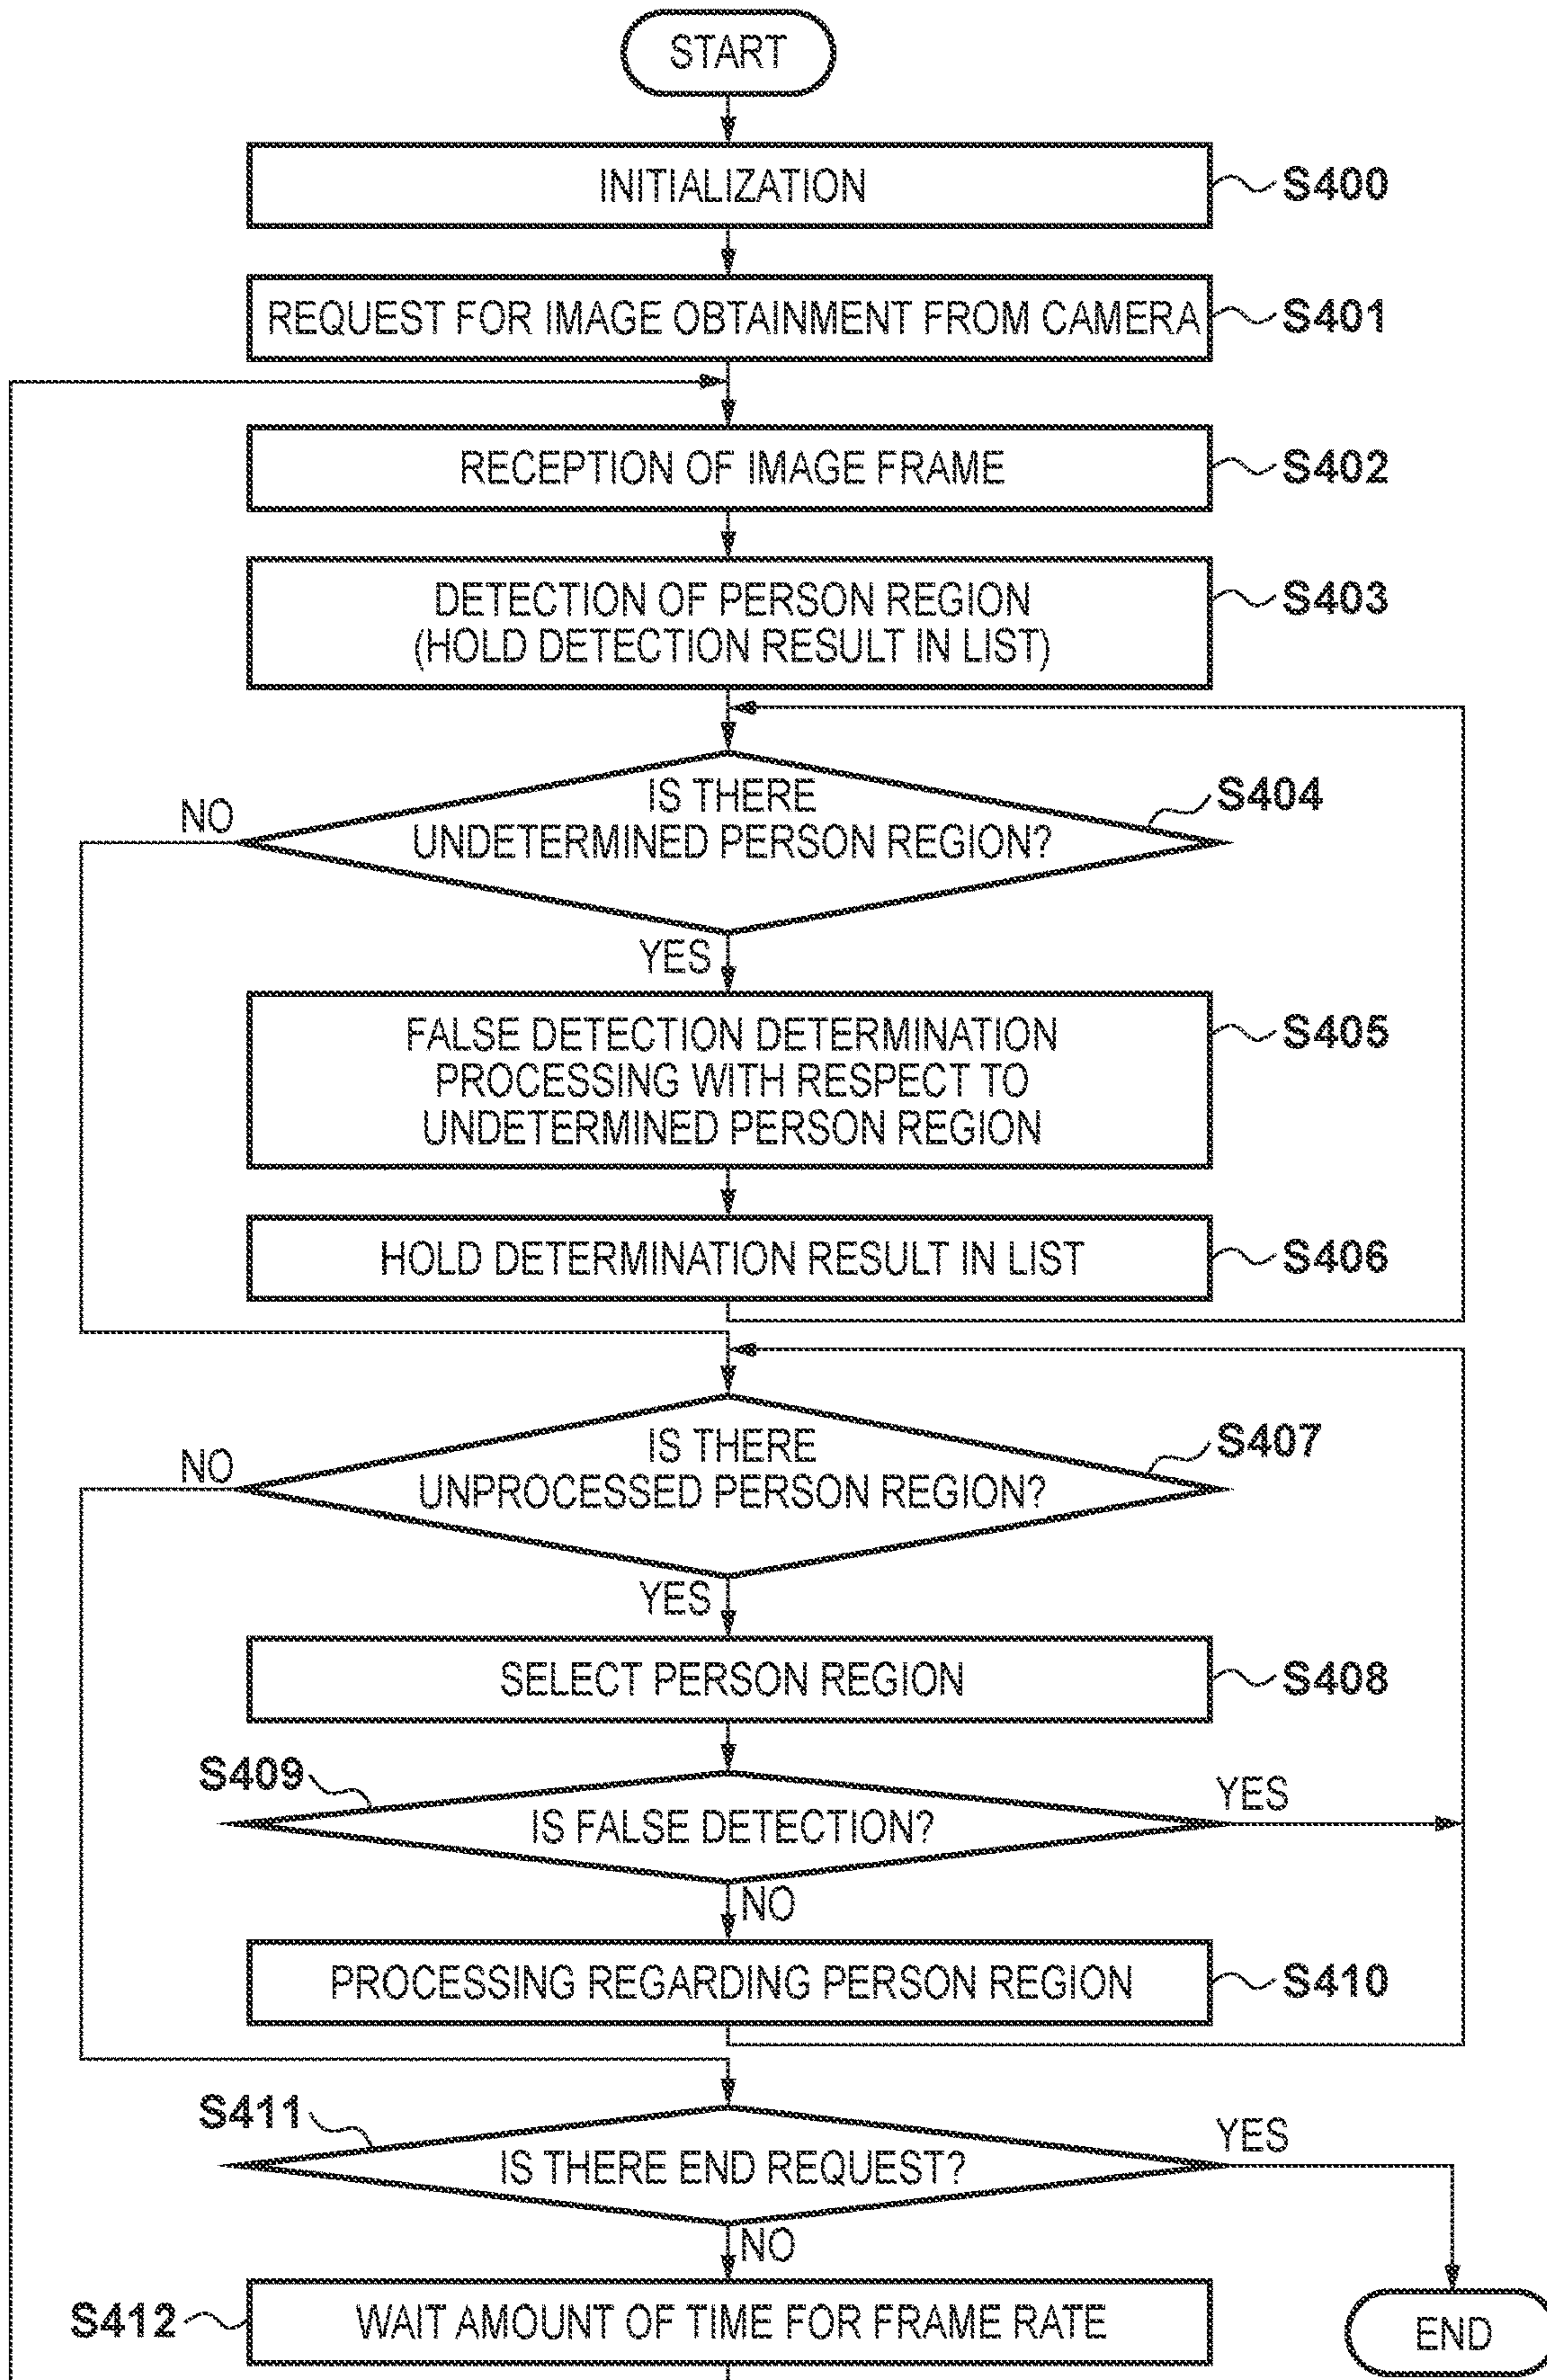 START
INITIALIZATION
S400
REQUEST FOR IMAGE OBTAINMENT FROM CAMERA
S401
RECEPTION OF IMAGE FRAME
S402
DETECTION OF PERSON REGION
(HOLD DETECTION RESULT IN LIST)
S403
IS THERE
UNDETERMINED PERSON REGION?
S404
NO
YES
FALSE DETECTION DETERMINATION
PROCESSING WITH RESPECT TO
UNDETERMINED PERSON REGION
S405
HOLD DETERMINATION RESULT IN LIST
S406
IS THERE
UNPROCESSED PERSON REGION?
S407
NO
YES
SELECT PERSON REGION
S408
S409
IS FALSE DETECTION?
YES
NO
PROCESSING REGARDING PERSON REGION
S410
S411
IS THERE END REQUEST?
YES
NO
S412
WAIT AMOUNT OF TIME FOR FRAME RATE
END